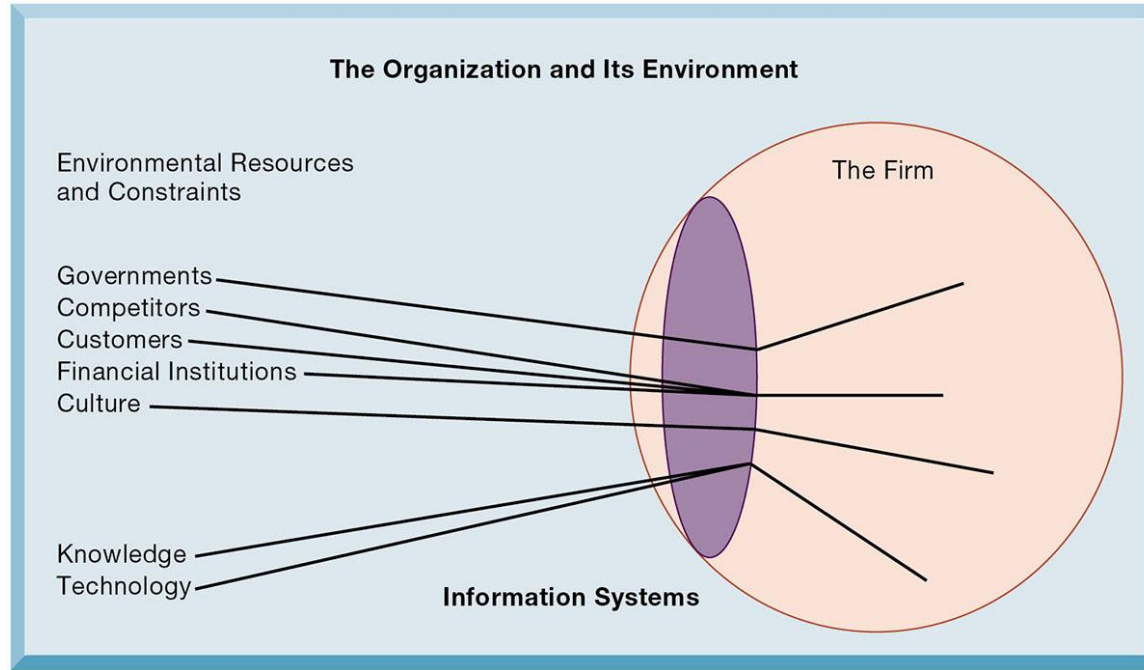 The Organization and Its Environment
Environmental Resources
and Constraints
The Firm
Governments
Competitors
Customers
Financial Institutions
Culture
Knowledge
Technology
Information Systems